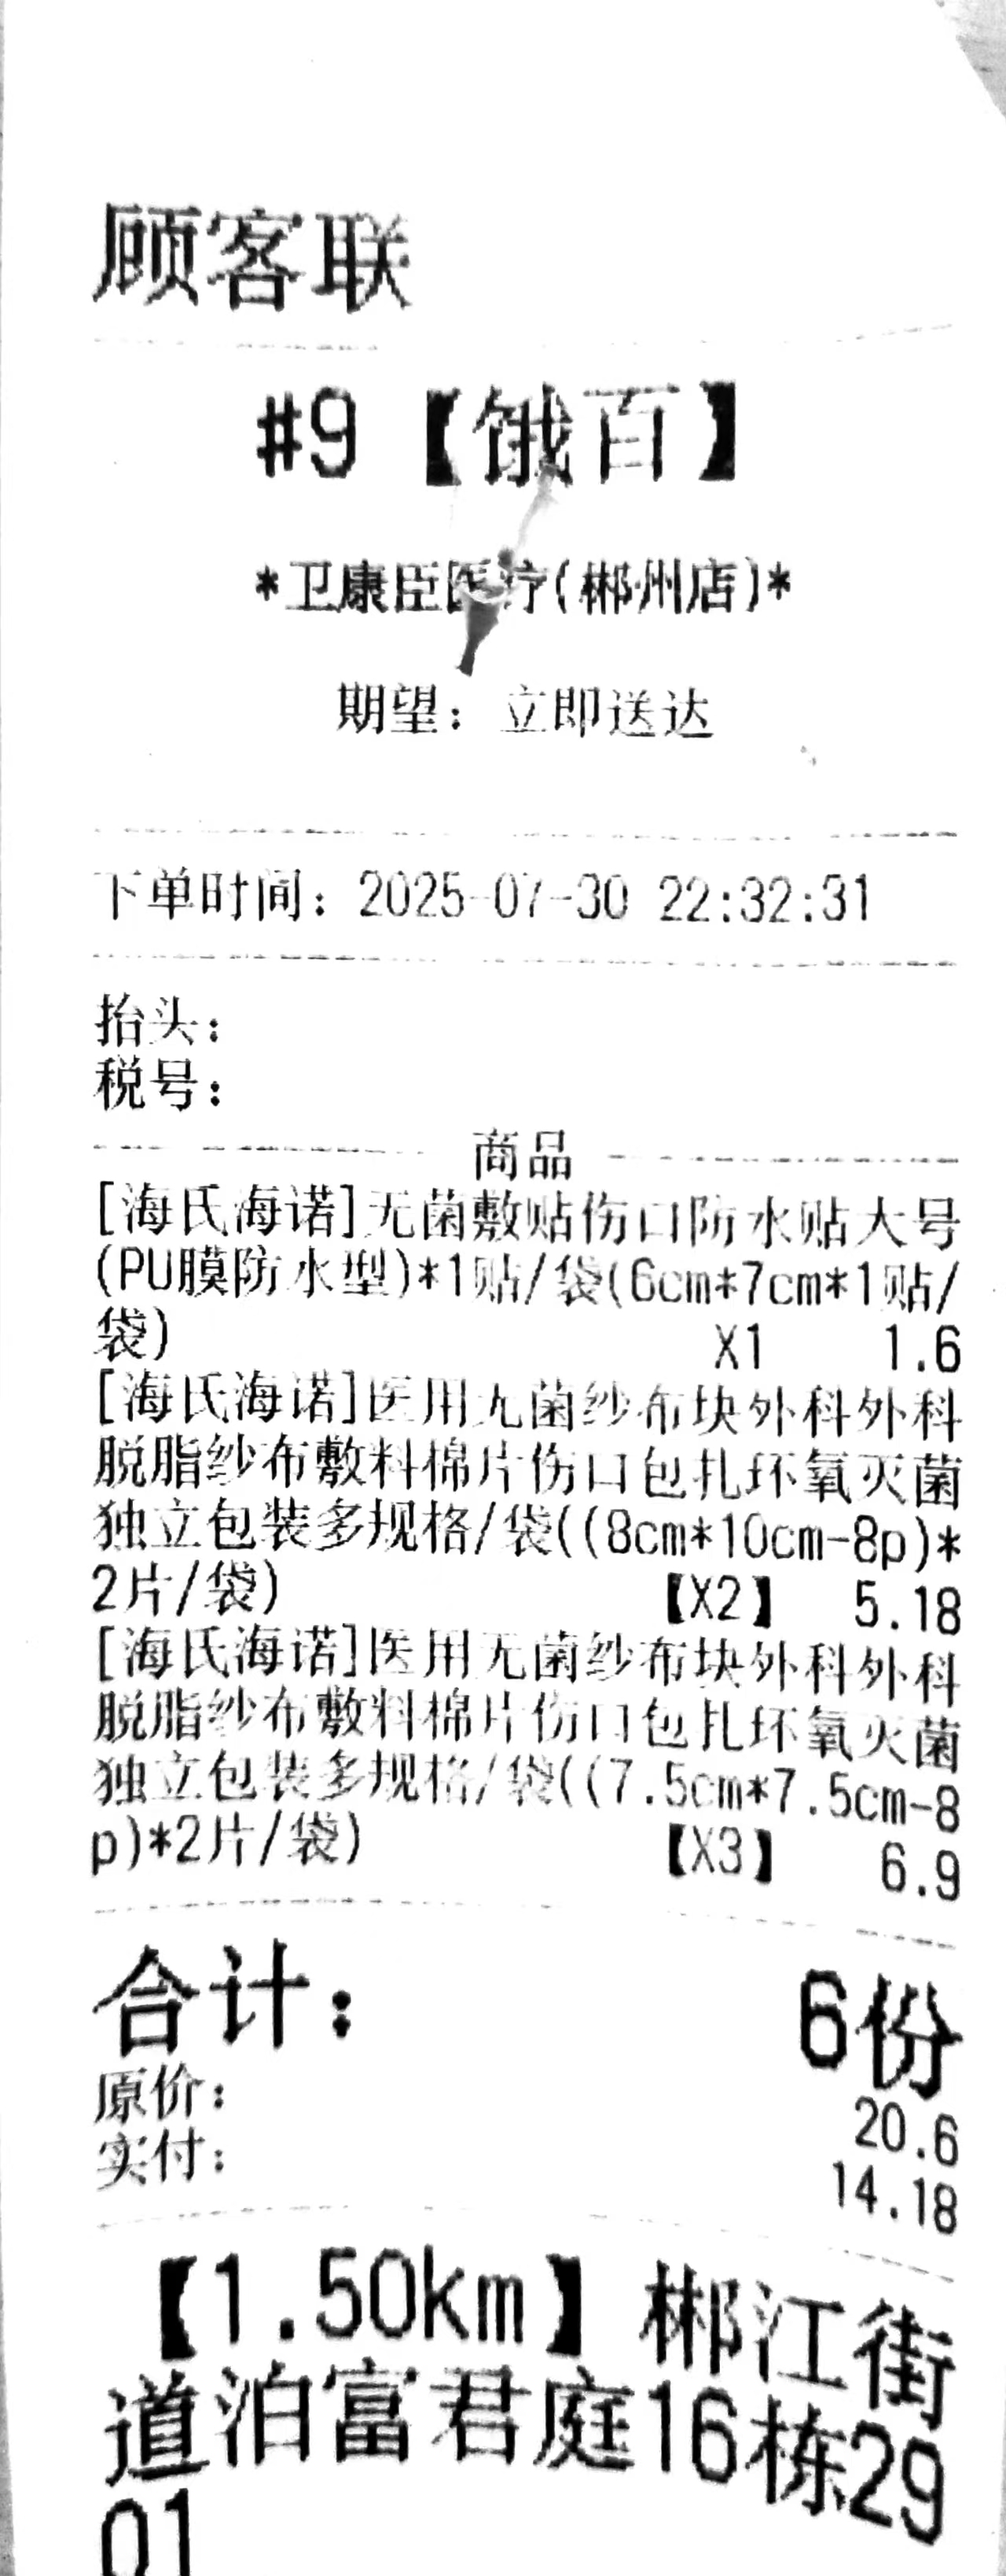 顾客联
#9【饿百】
*卫康臣医疗(郴州店)*
期望：立即送达
下单时间：2025-07-30 22:32:31
抬头：
税号：
商品
[海氏海诺]无菌敷贴伤口防水贴大号
(PU膜防水型)*1贴/袋(6cm*7cm*1贴/
袋) X1 1.6
[海氏海诺]医用无菌纱布块外科外科
脱脂纱布敷料棉片伤口包扎环氧灭菌
独立包装多规格/袋((8cm*10cm-8p)*
2片/袋) 【X2】 5.18
[海氏海诺]医用无菌纱布块外科外科
脱脂纱布敷料棉片伤口包扎环氧灭菌
独立包装多规格/袋((7.5cm*7.5cm-8
p)*2片/袋) 【X3】 6.9
合计： 6份
原价： 20.6
实付： 14.18
【1.50km】郴江街
道泊富君庭16栋29
01